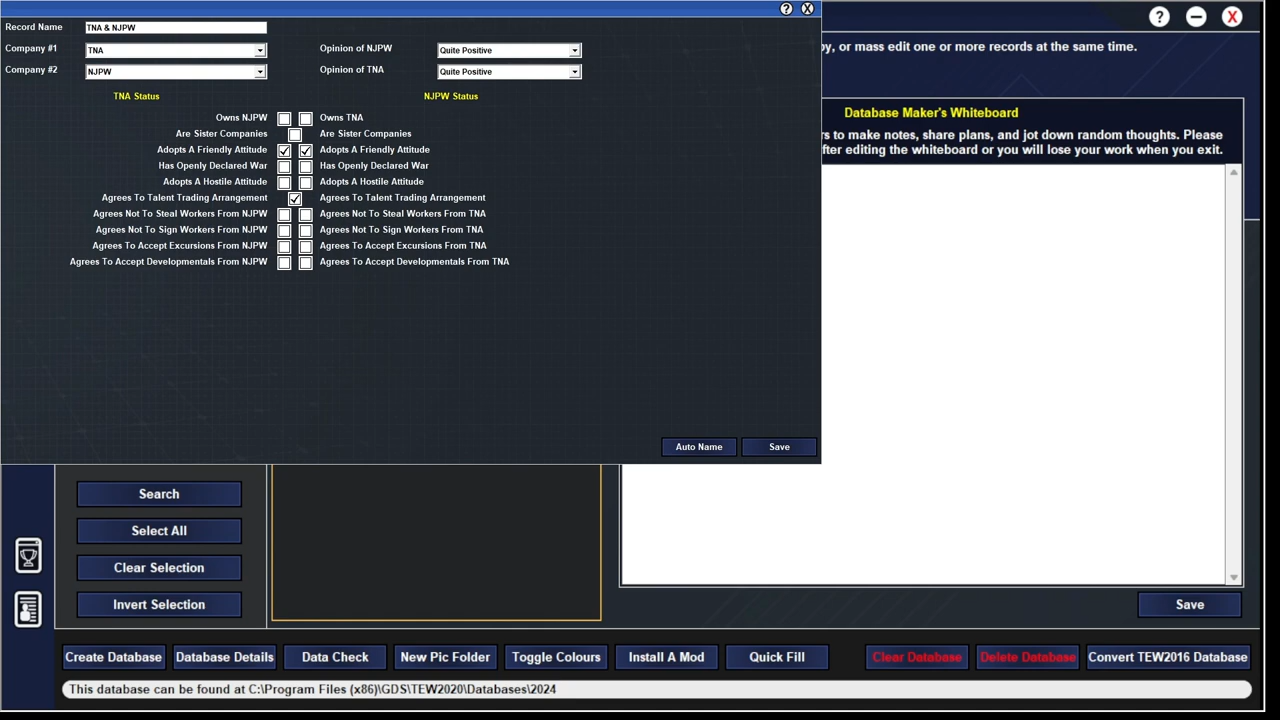 ? X
Record Name TNA & NJPW
Company #1 TNA Opinion of NJPW Quite Positive
Company #2 NJPW Opinion of TNA Quite Positive
TNA Status NJPW Status
Owns NJPW Owns TNA
Are Sister Companies Are Sister Companies
Adopts A Friendly Attitude Adopts A Friendly Attitude
Has Openly Declared War Has Openly Declared War
Adopts A Hostile Attitude Adopts A Hostile Attitude
Agrees To Talent Trading Arrangement Agrees To Talent Trading Arrangement
Agrees Not To Steal Workers From NJPW Agrees Not To Steal Workers From TNA
Agrees Not To Sign Workers From NJPW Agrees Not To Sign Workers From TNA
Agrees To Accept Excursions From NJPW Agrees To Accept Excursions From TNA
Agrees To Accept Developmentals From NJPW Agrees To Accept Developmentals From TNA
Auto Name Save
? X
py, or mass edit one or more records at the same time.
Database Maker's Whiteboard
rs to make notes, share plans, and jot down random thoughts. Please
fter editing the whiteboard or you will lose your work when you exit.
Search
Select All
Clear Selection
Invert Selection
Save
Create Database Database Details Data Check New Pic Folder Toggle Colours Install A Mod Quick Fill Clear Database Delete Database Convert TEW2016 Database
This database can be found at C:\Program Files (x86)\GDS\TEW2020\Databases\2024